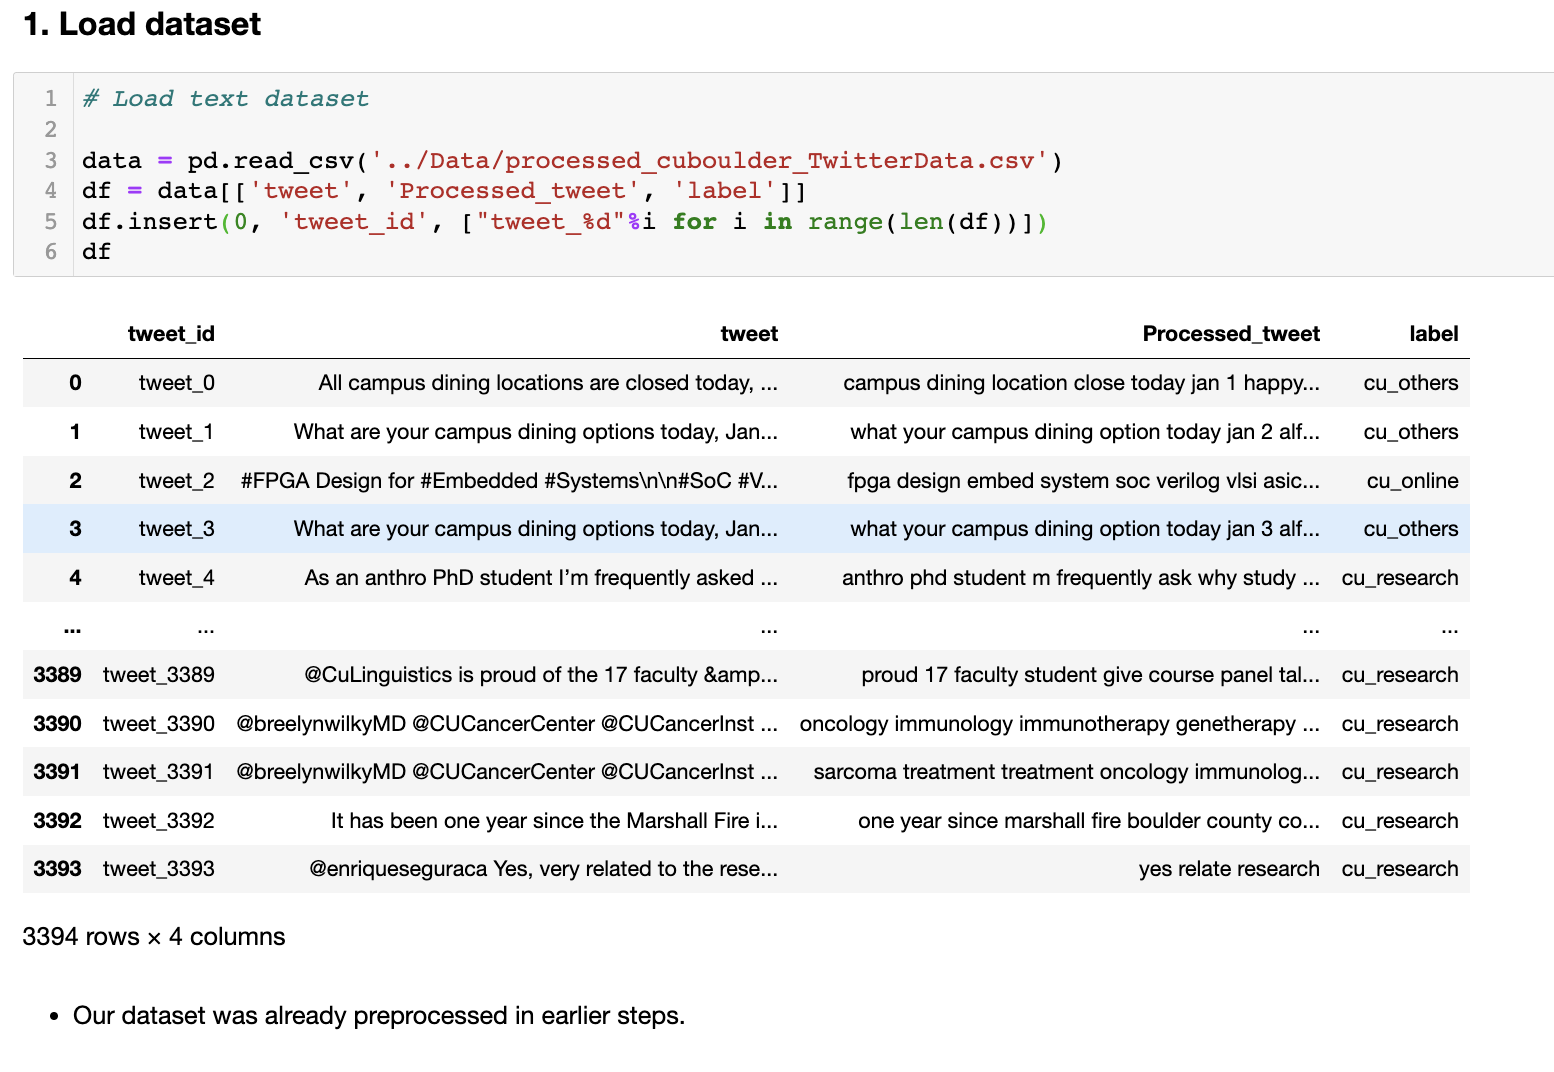 1. Load dataset
1 # Load text dataset
2
3 data = pd.read_csv('../Data/processed_cuboulder_TwitterData.csv')
4 df = data[['tweet', 'Processed_tweet', 'label']]
5 df.insert(0, 'tweet_id', ["tweet_%d"%i for i in range(len(df))])
6 df
tweet_id tweet Processed_tweet label
0 tweet_0 All campus dining locations are closed today, ... campus dining location close today jan 1 happy... cu_others
1 tweet_1 What are your campus dining options today, Jan... what your campus dining option today jan 2 alf... cu_others
2 tweet_2 #FPGA Design for #Embedded #Systems\n\n#SoC #V... fpga design embed system soc verilog vlsi asic... cu_online
3 tweet_3 What are your campus dining options today, Jan... what your campus dining option today jan 3 alf... cu_others
4 tweet_4 As an anthro PhD student I’m frequently asked ... anthro phd student m frequently ask why study ... cu_research
... ... ... ... ...
3389 tweet_3389 @CuLinguistics is proud of the 17 faculty &amp... proud 17 faculty student give course panel tal... cu_research
3390 tweet_3390 @breelynwilkyMD @CUCancerCenter @CUCancerInst ... oncology immunology immunotherapy genetherapy ... cu_research
3391 tweet_3391 @breelynwilkyMD @CUCancerCenter @CUCancerInst ... sarcoma treatment treatment oncology immunolog... cu_research
3392 tweet_3392 It has been one year since the Marshall Fire i... one year since marshall fire boulder county co... cu_research
3393 tweet_3393 @enriqueseguraca Yes, very related to the rese... yes relate research cu_research
3394 rows × 4 columns
• Our dataset was already preprocessed in earlier steps.